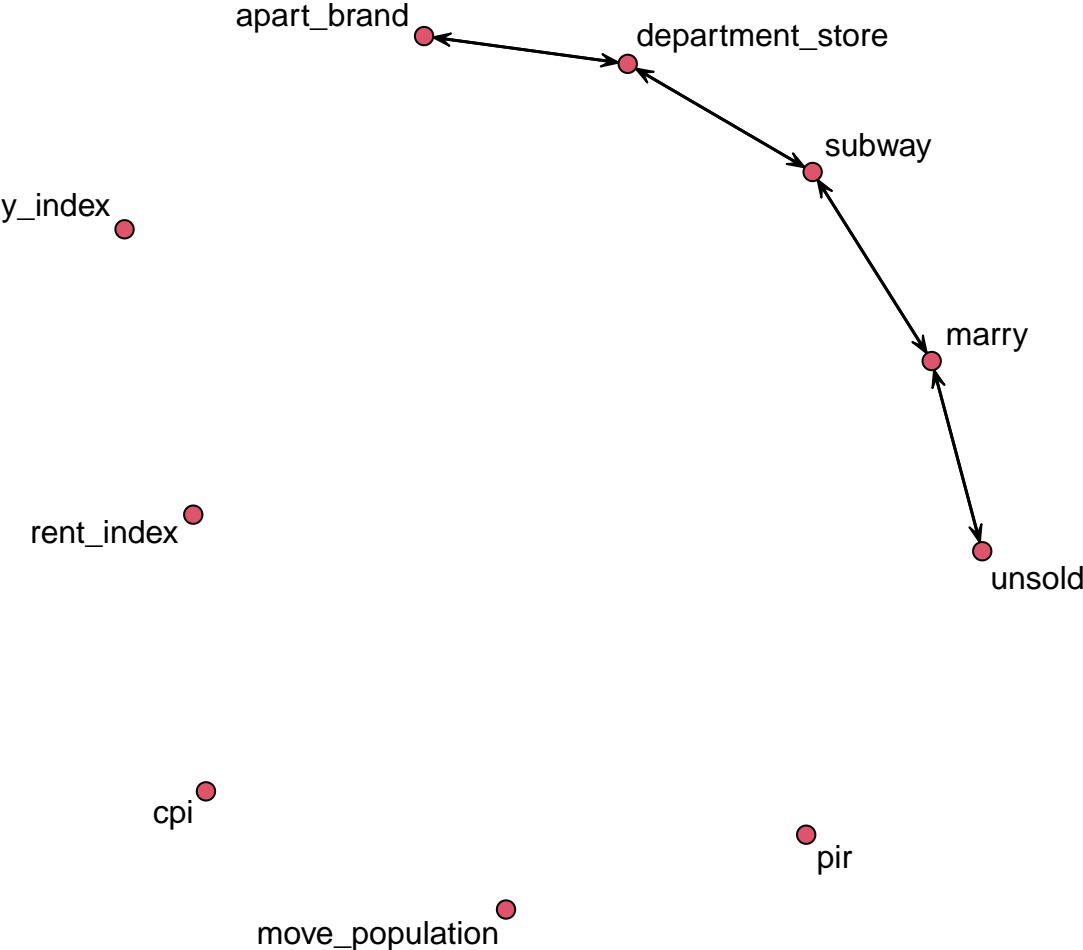 apart_brand
department_store
subway
y_index
marry
rent_index
unsold
cpi
pir
move_population